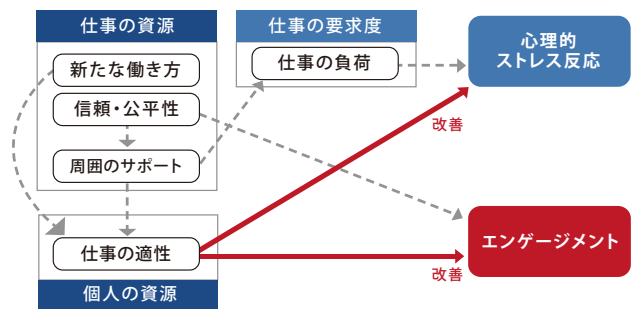 仕事の資源
新たな働き方
信頼・公平性
周囲のサポート
仕事の適性
個人の資源
仕事の要求度
仕事の負荷
心理的
ストレス反応
改善
エンゲージメント
改善